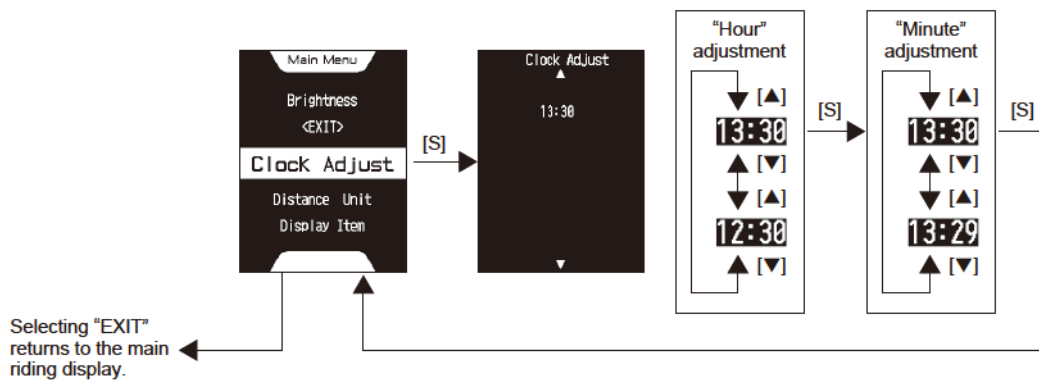 Main Menu
Brightness
<EXIT>
Clock Adjust
Distance Unit
Display Item
[S]
Clock Adjust
▲
13:30
▼
“Hour”
adjustment
[▲]
13:30
[▼]
[▲]
12:30
[▼]
[S]
“Minute”
adjustment
[▲]
13:30
[▼]
[▲]
13:29
[▼]
[S]
Selecting “EXIT”
returns to the main
riding display.